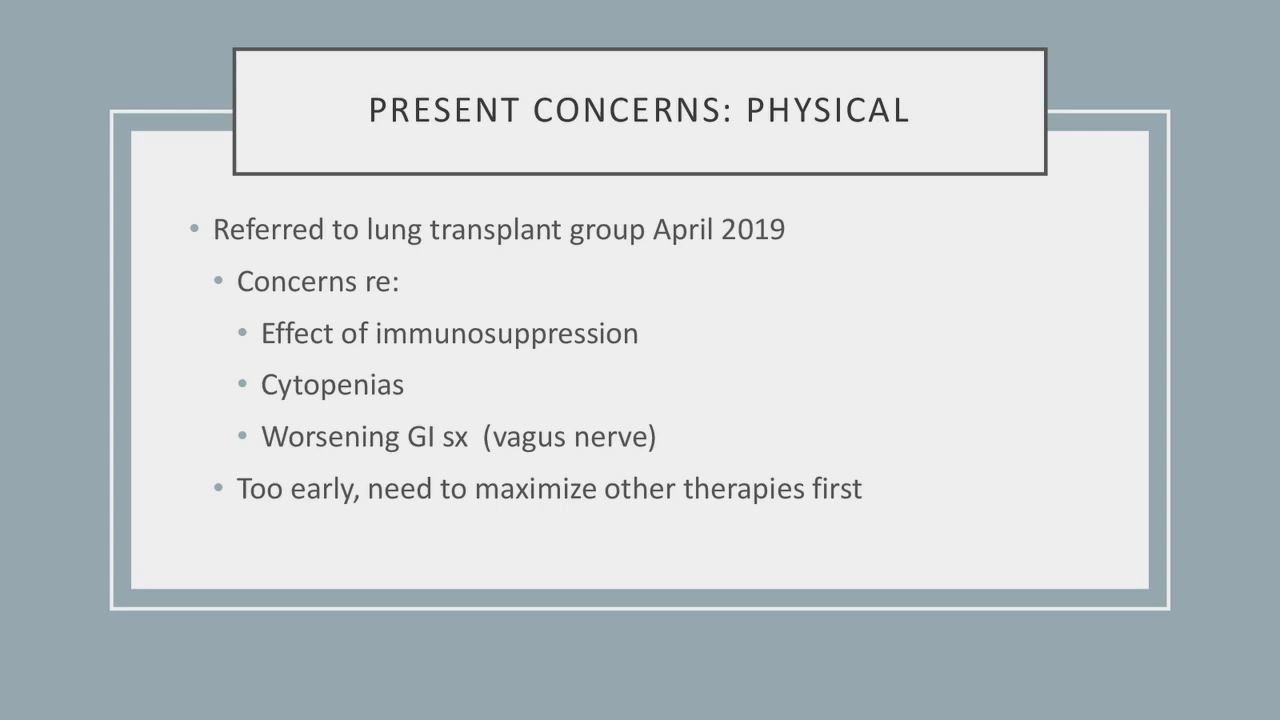 PRESENT CONCERNS: PHYSICAL
• Referred to lung transplant group April 2019
• Concerns re:
• Effect of immunosuppression
• Cytopenias
• Worsening GI sx  (vagus nerve)
• Too early, need to maximize other therapies first